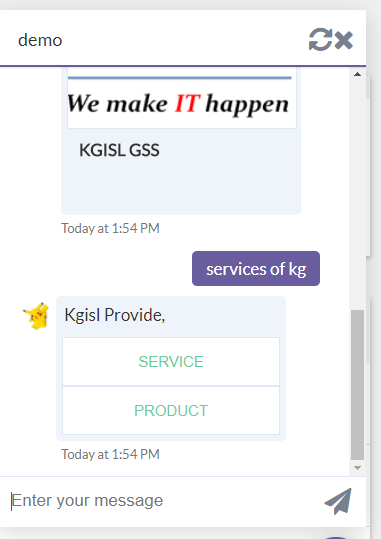 demo
We make IT happen
KGISL GSS
Today at 1:54 PM
services of kg
Kgisl Provide,
SERVICE
PRODUCT
Today at 1:54 PM
Enter your message